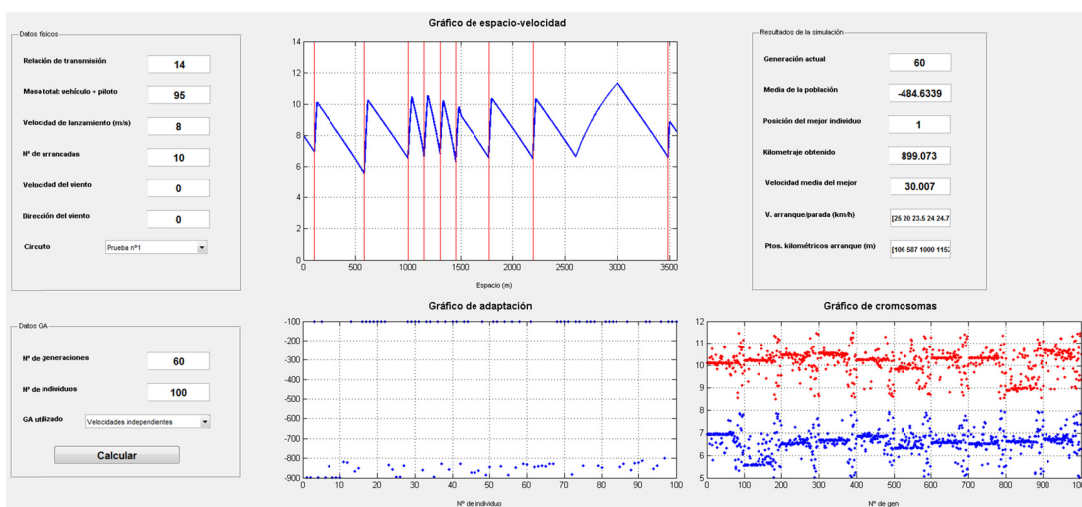 Datos físicos
Relación de transmisión 14
Masa total: vehículo + piloto 95
Velocidad de lanzamiento (m/s) 8
Nº de arrancadas 10
Velocidad del viento 0
Dirección del viento 0
Circuto Prueba nº1
Gráfico de espacio-velocidad
14
12
10
8
6
4
2
0
0 500 1000 1500 2000 2500 3000 3500
Espacio (m)
Resultados de la simulación
Generación actual 60
Media de la población -484.6339
Posición del mejor individuo 1
Kilometraje obtenido 899.073
Velocidad media del mejor 30.007
V. arranque/parada (km/h) [25 20 23.5 24 24.7
Ptos. kilométricos arranque (m) [106 587 1000 1152
Datos GA
Nº de generaciones 60
Nº de individuos 100
GA utilizado Velocidades independientes
Calcular
Gráfico de adaptación
-100
-200
-300
-400
-500
-600
-700
-800
-900
0 10 20 30 40 50 60 70 80 90 100
Nº de individuo
Gráfico de cromosomas
12
11
10
9
8
7
6
5
0 100 200 300 400 500 600 700 800 900 1000
Nº de gen